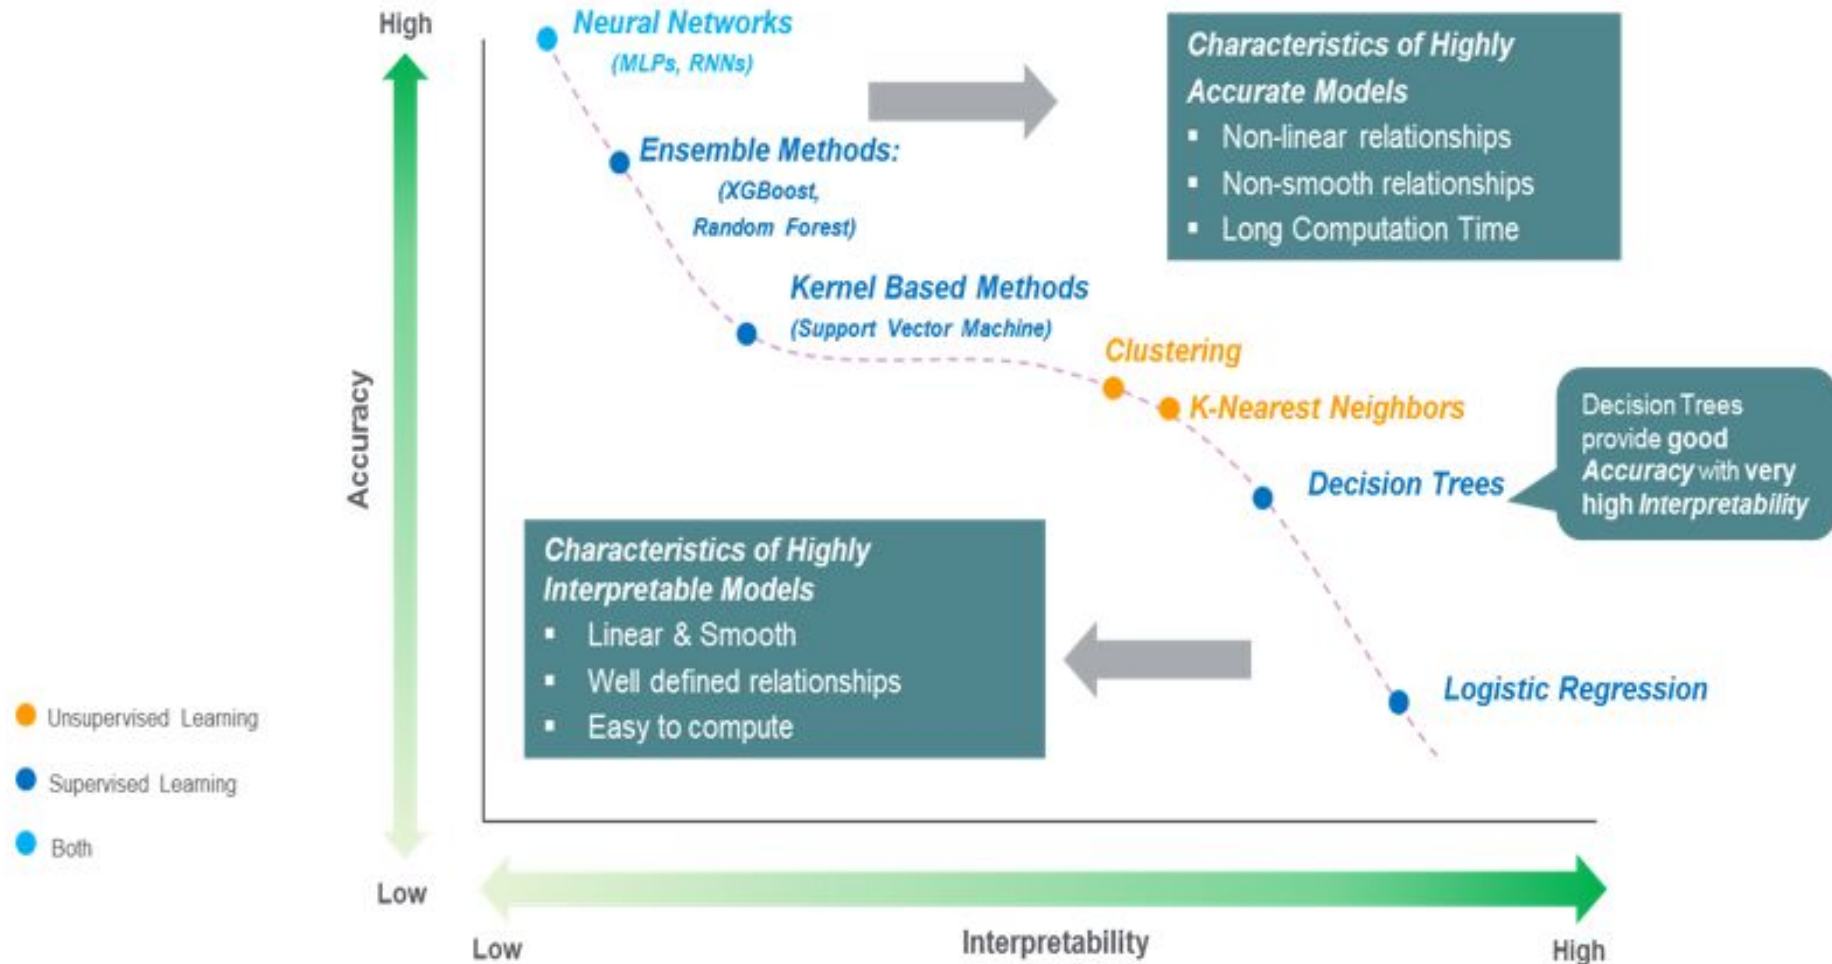 High
Neural Networks
(MLPs, RNNs)
Ensemble Methods:
(XGBoost,
Random Forest)
Kernel Based Methods
(Support Vector Machine)
Characteristics of Highly
Accurate Models
▪ Non-linear relationships
▪ Non-smooth relationships
▪ Long Computation Time
Clustering
K-Nearest Neighbors
Decision Trees
Decision Trees
provide good
Accuracy with very
high Interpretability
Accuracy
Characteristics of Highly
Interpretable Models
▪ Linear & Smooth
▪ Well defined relationships
▪ Easy to compute
Logistic Regression
Unsupervised Learning
Supervised Learning
Both
Low
Low
Interpretability
High